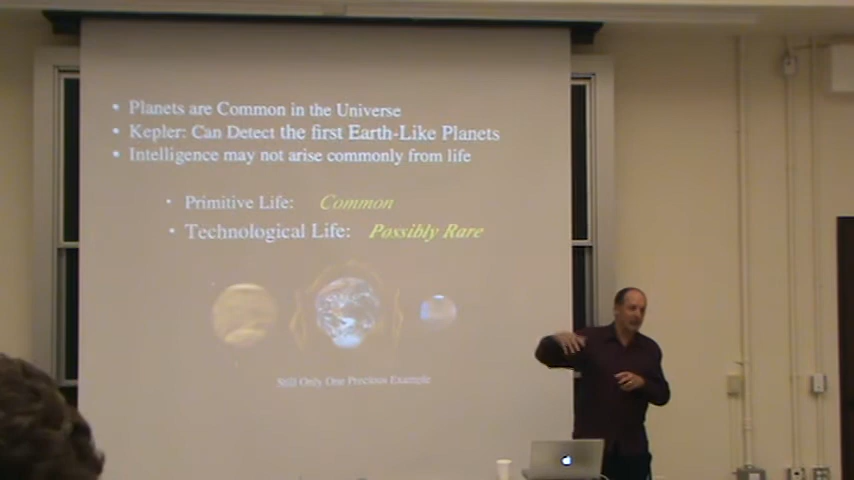 • Planets are Common in the Universe
• Kepler: Can Detect the first Earth-Like Planets
• Intelligence may not arise commonly from life
• Primitive Life: Common
• Technological Life: Possibly Rare
Still Only One Precious Example